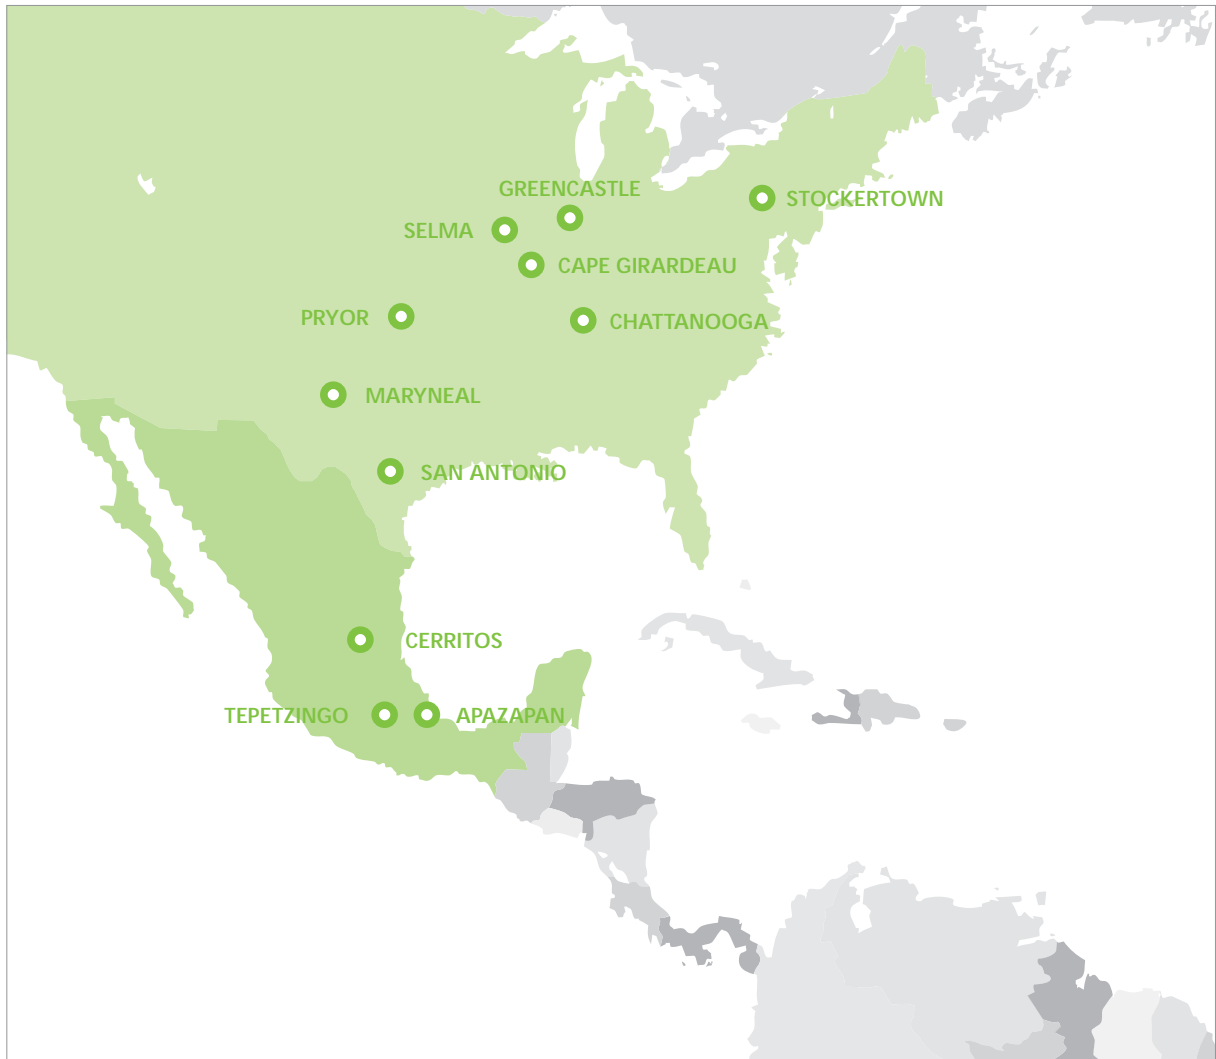 GREENCASTLE
STOCKERTOWN
SELMA
CAPE GIRARDEAU
PRYOR
CHATTANOOGA
MARYNEAL
SAN ANTONIO
CERRITOS
TEPETZINGO
APAZAPAN